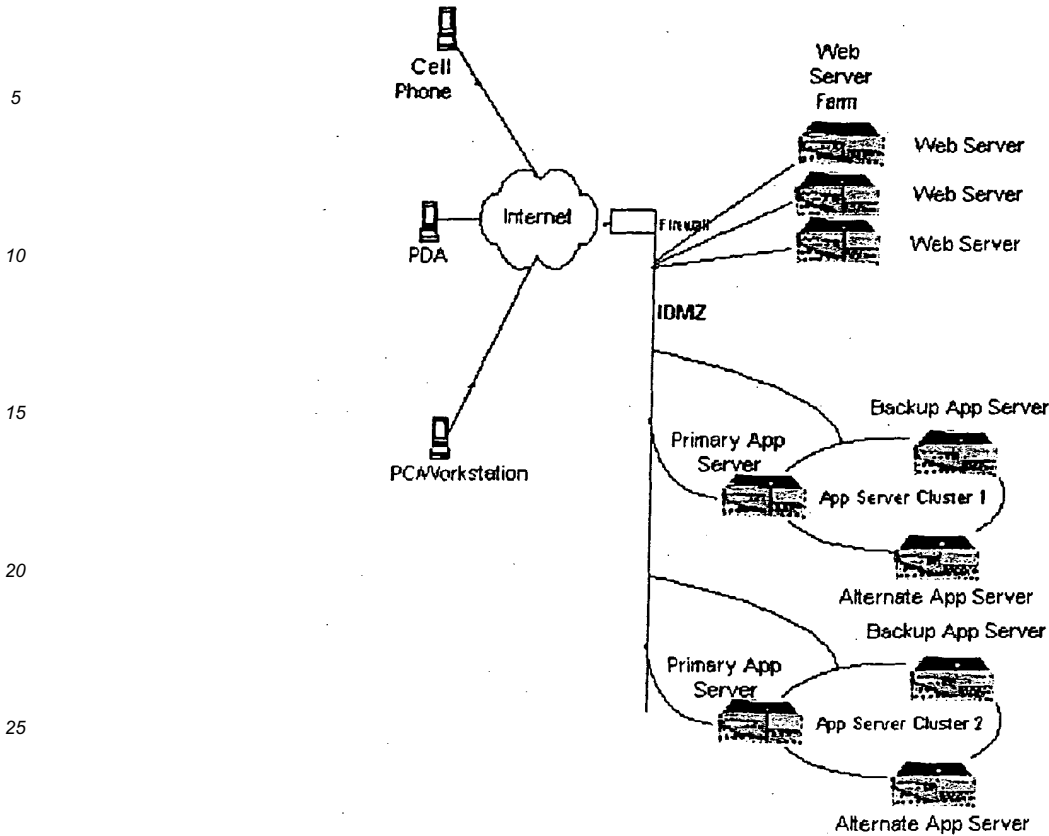 Cell
Phone
Web
Server
Farm
5
Web Server
Web Server
Internet
Firewall
Web Server
PDA
10
IDMZ
15
Backup App Server
Primary App
Server
PC/Workstation
App Server Cluster 1
20
Alternate App Server
Backup App Server
Primary App
Server
25
App Server Cluster 2
Alternate App Server